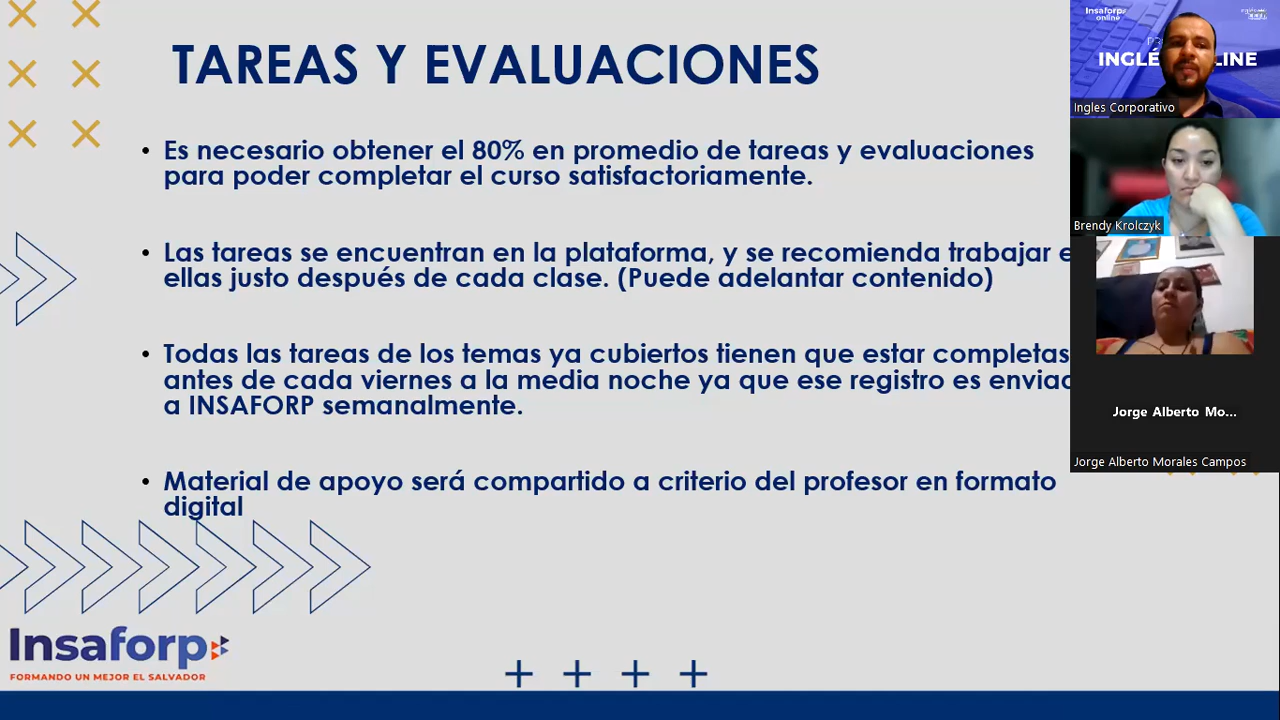 TAREAS Y EVALUACIONES
• Es necesario obtener el 80% en promedio de tareas y evaluaciones
para poder completar el curso satisfactoriamente.
• Las tareas se encuentran en la plataforma, y se recomienda trabajar e
ellas justo después de cada clase. (Puede adelantar contenido)
• Todas las tareas de los temas ya cubiertos tienen que estar completas
antes de cada viernes a la media noche ya que ese registro es enviad
a INSAFORP semanalmente.
• Material de apoyo será compartido a criterio del profesor en formato
digital
Insaforp
FORMANDO UN MEJOR EL SALVADOR
Insaforp
online
INGLÉ LINE
Ingles Corporativo
Brendy Krolczyk
Jorge Alberto Mo...
Jorge Alberto Morales Campos